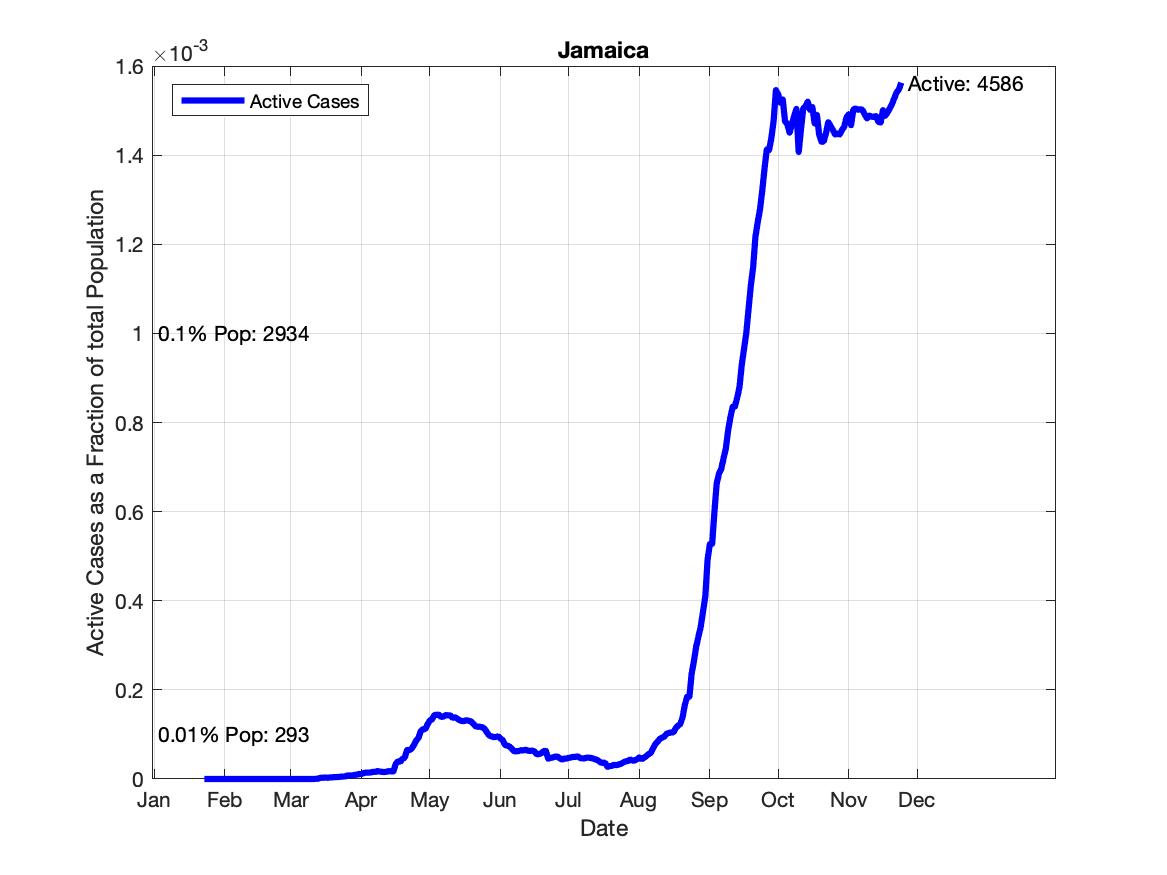 Jamaica
×10-3
1.6
1.4
1.2
1
0.8
0.6
0.4
0.2
0
Active Cases as a Fraction of total Population
Active Cases
Active: 4586
0.1% Pop: 2934
0.01% Pop: 293
Jan Feb Mar Apr May Jun Jul Aug Sep Oct Nov Dec
Date